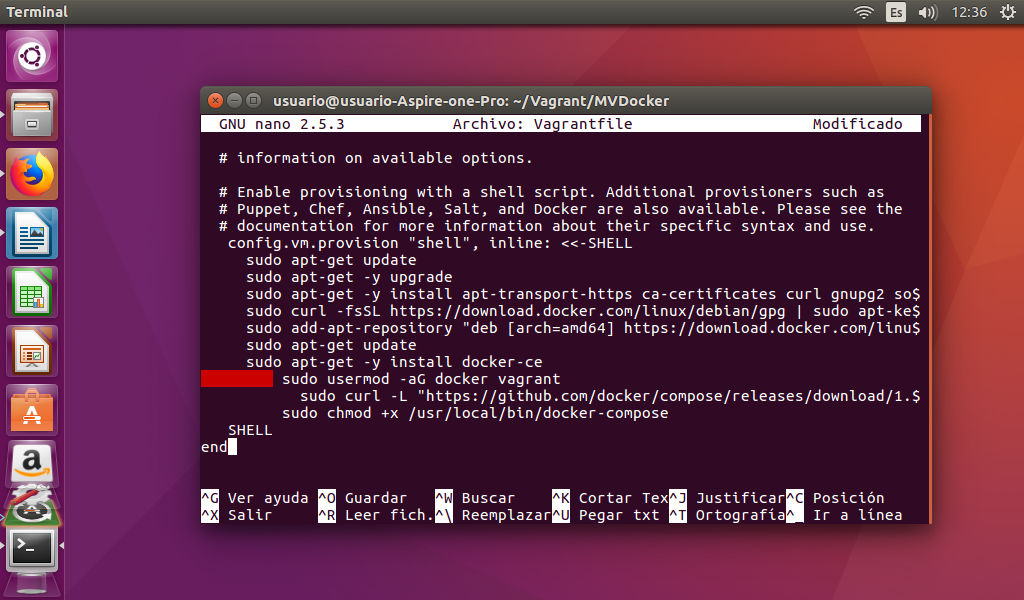 Terminal
Es
12:36
usuario@usuario-Aspire-one-Pro: ~/Vagrant/MVDocker
GNU nano 2.5.3 Archivo: Vagrantfile Modificado
# information on available options.
# Enable provisioning with a shell script. Additional provisioners such as
# Puppet, Chef, Ansible, Salt, and Docker are also available. Please see the
# documentation for more information about their specific syntax and use.
config.vm.provision "shell", inline: <<-SHELL
sudo apt-get update
sudo apt-get -y upgrade
sudo apt-get -y install apt-transport-https ca-certificates curl gnupg2 so$
sudo curl -fsSL https://download.docker.com/linux/debian/gpg | sudo apt-ke$
sudo add-apt-repository "deb [arch=amd64] https://download.docker.com/linu$
sudo apt-get update
sudo apt-get -y install docker-ce
sudo usermod -aG docker vagrant
sudo curl -L "https://github.com/docker/compose/releases/download/1.$
sudo chmod +x /usr/local/bin/docker-compose
SHELL
end
^G Ver ayuda ^O Guardar ^W Buscar ^K Cortar Tex^J Justificar^C Posición
^X Salir ^R Leer fich.^\ Reemplazar^U Pegar txt ^T Ortografía^_ Ir a línea